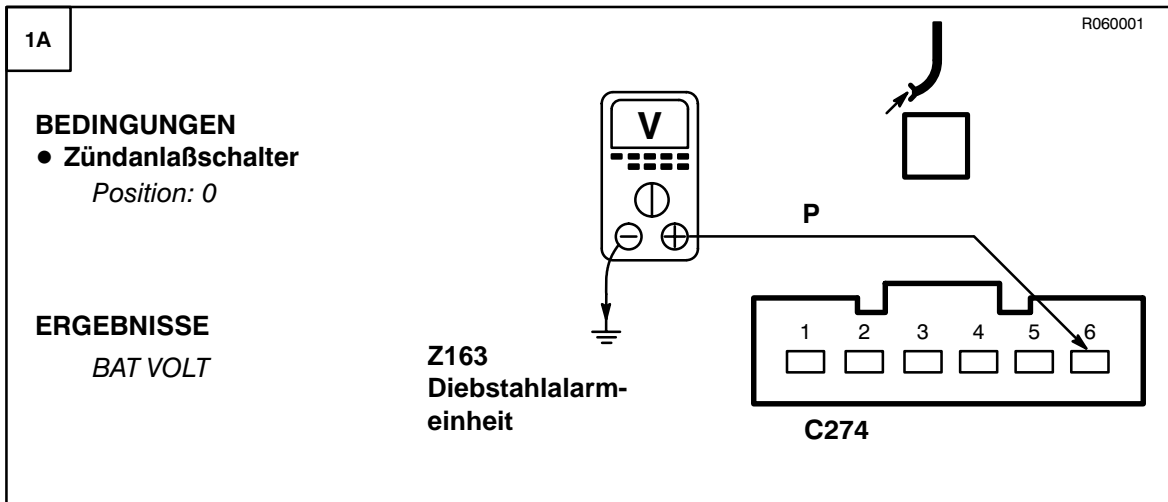 1A
R060001
BEDINGUNGEN
● Zündanlaßschalter
Position: 0
V
P
ERGEBNISSE
BAT VOLT
Z163
Diebstahlalarm-
einheit
1 2 3 4 5 6
C274